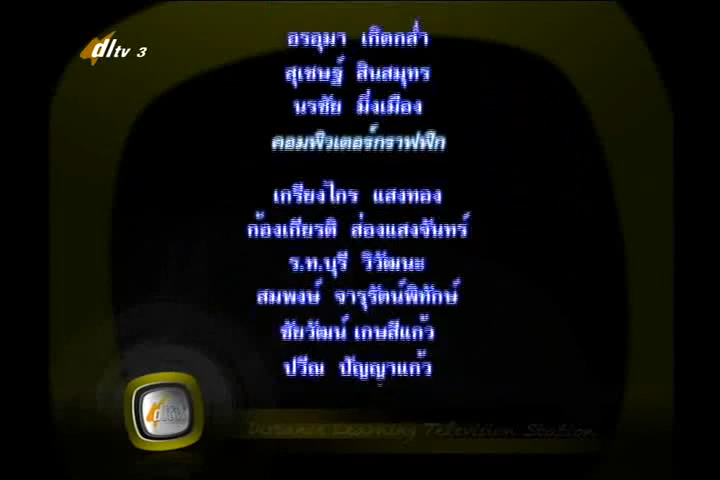 dltv 3
อรอุมา เกิดกล่ำ
สุเชษฐ์ สินสมุทร
นรชัย มิ่งเมือง
คอมพิวเตอร์กราฟฟิก
เกรียงไกร แสงทอง
ก้องเกียรติ ส่องแสงจันทร์
ร.ท.บุรี วิวัฒนะ
สมพงษ์ จารุรัตน์พิทักษ์
ชัยวัฒน์ เกษสีแก้ว
ปวีณ ปัญญาแก้ว
dltv
Distance Learning Television Station